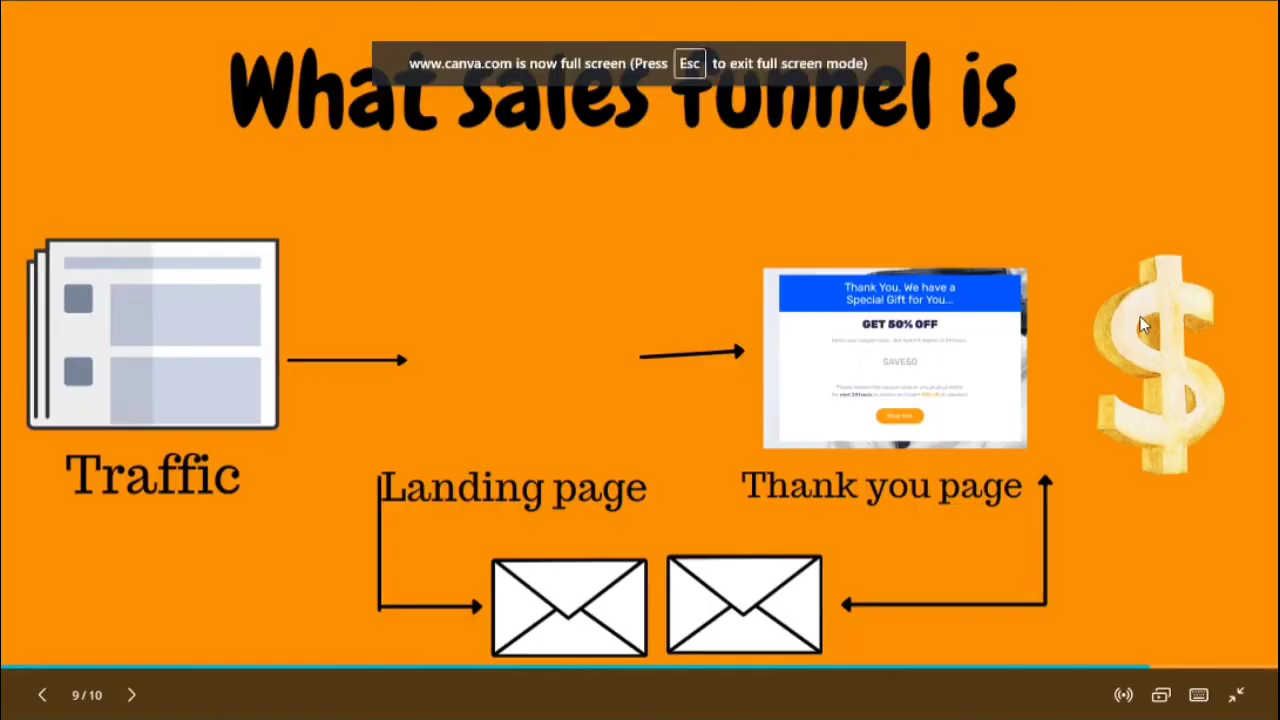 www.canva.com is now full screen (Press Esc to exit full screen mode)
What sales funnel is
Thank You, We have a
Special Gift for You...
GET 50% OFF
SAVE50
Traffic
Landing page
Thank you page
9 / 10